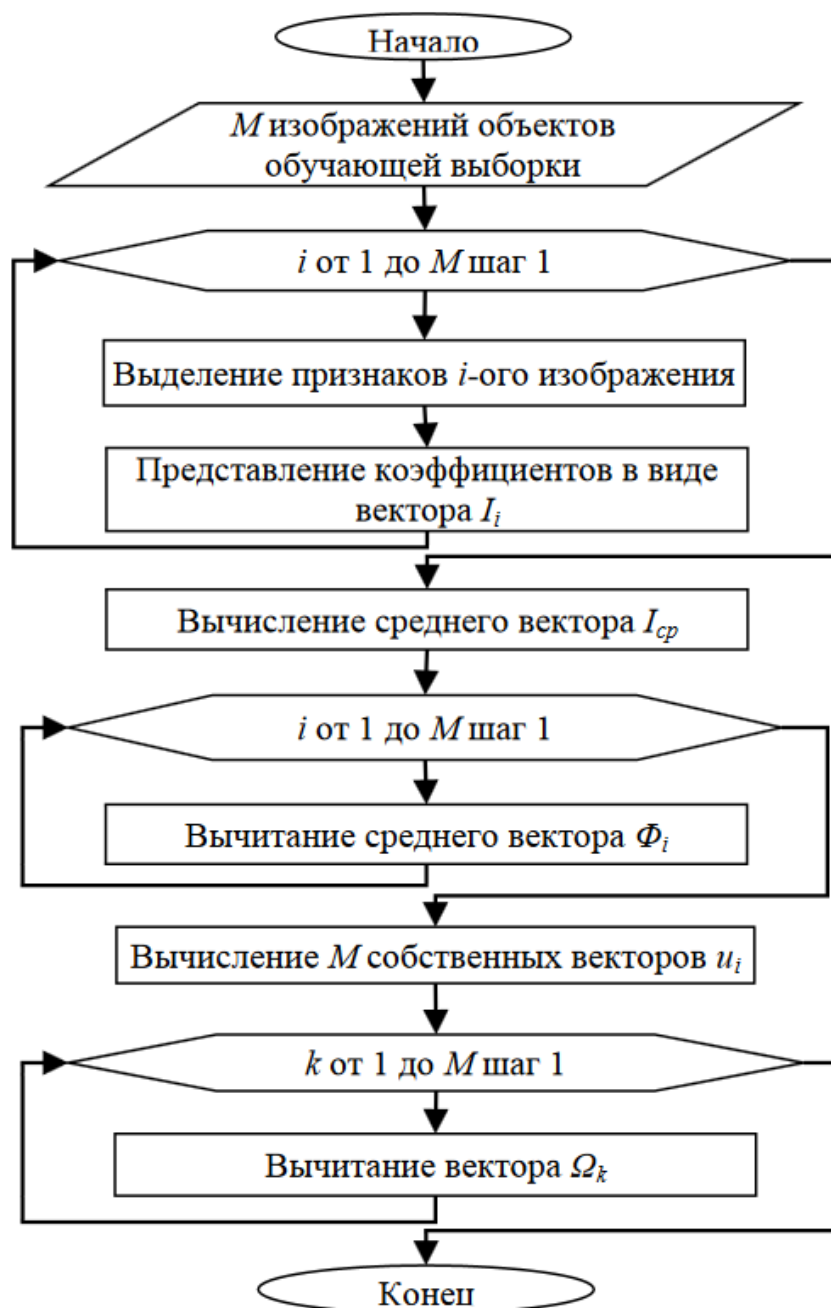 Начало
M изображений объектов
обучающей выборки
i от 1 до M шаг 1
Выделение признаков i-ого изображения
Представление коэффициентов в виде
вектора Iᵢ
Вычисление среднего вектора I_ср
i от 1 до M шаг 1
Вычитание среднего вектора Φᵢ
Вычисление M собственных векторов uᵢ
k от 1 до M шаг 1
Вычитание вектора Ωₖ
Конец